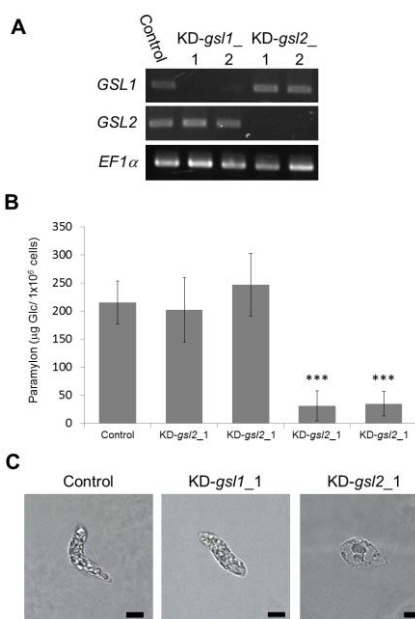 A
Control
KD-gsl1_
KD-gsl2_
1 2 1 2
GSL1
GSL2
EF1α
B
Paramylon (µg Glc/ 1x10⁶ cells)
350
300
250
200
150
100
50
0
*** ***
Control KD-gsl2_1 KD-gsl2_1 KD-gsl2_1 KD-gsl2_1
C
Control KD-gsl1_1 KD-gsl2_1